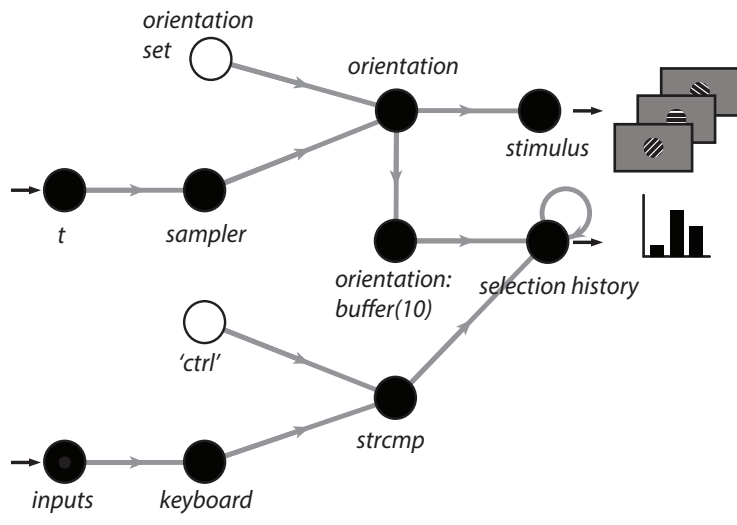 orientation
set
orientation
stimulus
t
sampler
orientation:
buffer(10)
selection history
‘ctrl’
strcmp
inputs
keyboard